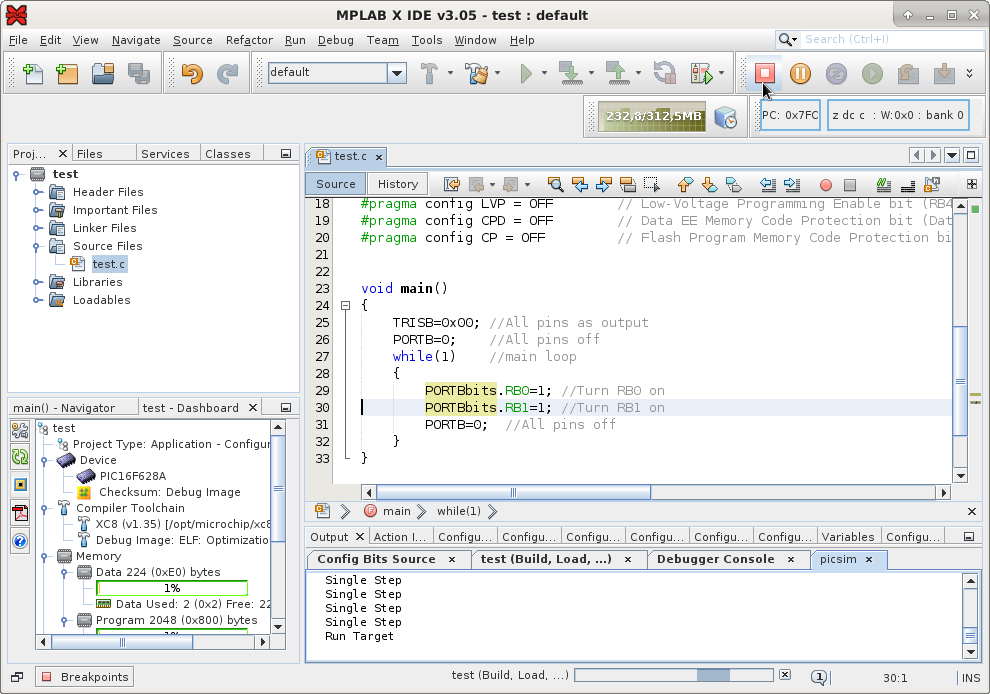 MPLAB X IDE v3.05 - test : default
File Edit View Navigate Source Refactor Run Debug Team Tools Window Help
Search (Ctrl+I)
default
232,8/312,5MB
PC: 0x7FC
z dc c : W:0x0 : bank 0
Proj... Files Services Classes
test
Header Files
Important Files
Linker Files
Source Files
test.c
Libraries
Loadables
main() - Navigator
test - Dashboard
test
Project Type: Application - Configur
Device
PIC16F628A
Checksum: Debug Image
Compiler Toolchain
XC8 (v1.35) [/opt/microchip/xc8
Debug Image: ELF: Optimizatio
Memory
Data 224 (0xE0) bytes
1%
Data Used: 2 (0x2) Free: 22
Program 2048 (0x800) bytes
test.c
Source History
18 #pragma config LVP = OFF // Low-Voltage Programming Enable bit (RB4
19 #pragma config CPD = OFF // Data EE Memory Code Protection bit (Dat
20 #pragma config CP = OFF // Flash Program Memory Code Protection bi
21
22
23 void main()
24 {
25 TRISB=0x00; //All pins as output
26 PORTB=0; //All pins off
27 while(1) //main loop
28 {
29 PORTBbits.RB0=1; //Turn RB0 on
30 PORTBbits.RB1=1; //Turn RB1 on
31 PORTB=0; //All pins off
32 }
33 }
main while(1)
Output Action I... Configu... Configu... Configu... Configu... Configu... Configu... Variables Configu...
Config Bits Source test (Build, Load, ...) Debugger Console picsim
Single Step
Single Step
Single Step
Single Step
Run Target
Breakpoints
test (Build, Load, ...)
1
30:1
INS